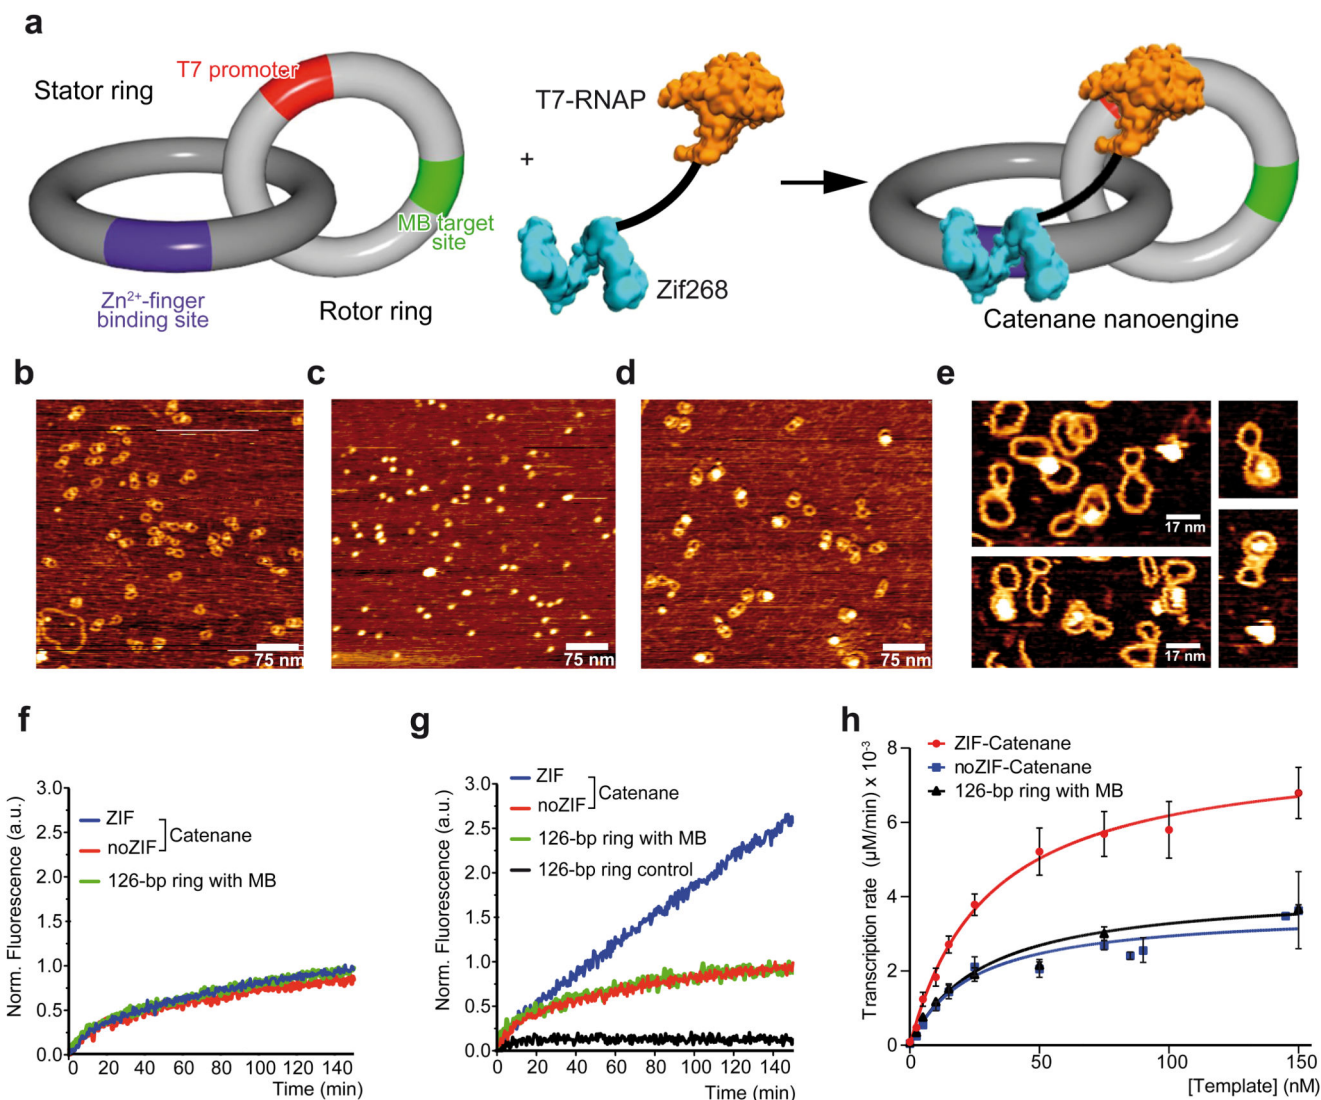 a
Stator ring
T7 promoter
MB target
site
Zn²⁺-finger
binding site
Rotor ring
+
T7-RNAP
Zif268
Catenane nanoengine
b
75 nm
c
75 nm
d
75 nm
e
17 nm
17 nm
f
Norm. Fluorescence (a.u.)
3.0
2.5
2.0
1.5
1.0
0.5
0.0
ZIF
noZIF
Catenane
126-bp ring with MB
0 20 40 60 80 100 120 140
Time (min)
g
Norm. Fluorescence (a.u.)
3.0
2.5
2.0
1.5
1.0
0.5
0.0
ZIF
noZIF
Catenane
126-bp ring with MB
126-bp ring control
0 20 40 60 80 100 120 140
Time (min)
h
Transcription rate (µM/min) x 10⁻³
8
6
4
2
0
ZIF-Catenane
noZIF-Catenane
126-bp ring with MB
0 50 100 150
[Template] (nM)